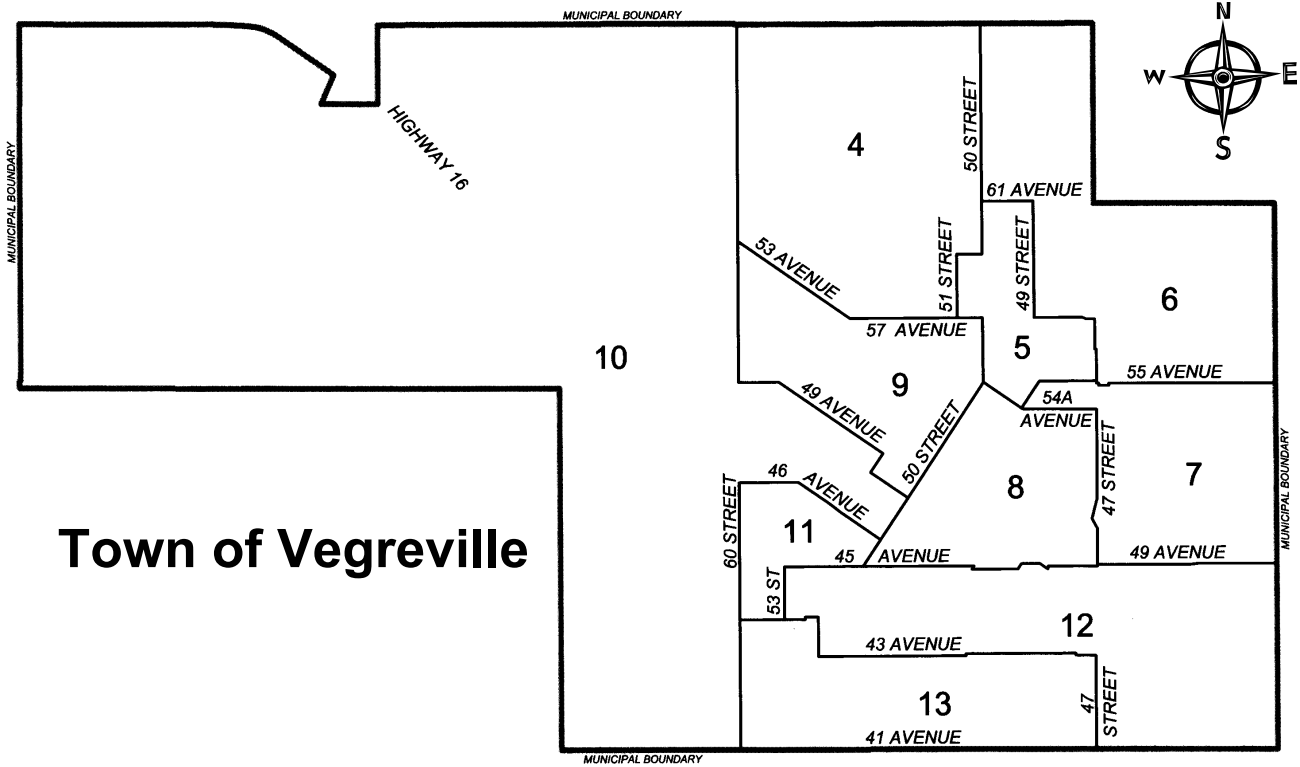 MUNICIPAL BOUNDARY
N
W
E
S
HIGHWAY 16
MUNICIPAL BOUNDARY
4
50 STREET
61 AVENUE
53 AVENUE
51 STREET
49 STREET
6
57 AVENUE
5
10
9
55 AVENUE
49 AVENUE
50 STREET
54A
AVENUE
46 AVENUE
8
47 STREET
7
MUNICIPAL BOUNDARY
Town of Vegreville
60 STREET
11
45 AVENUE
49 AVENUE
53 ST
12
43 AVENUE
13
47 STREET
41 AVENUE
MUNICIPAL BOUNDARY